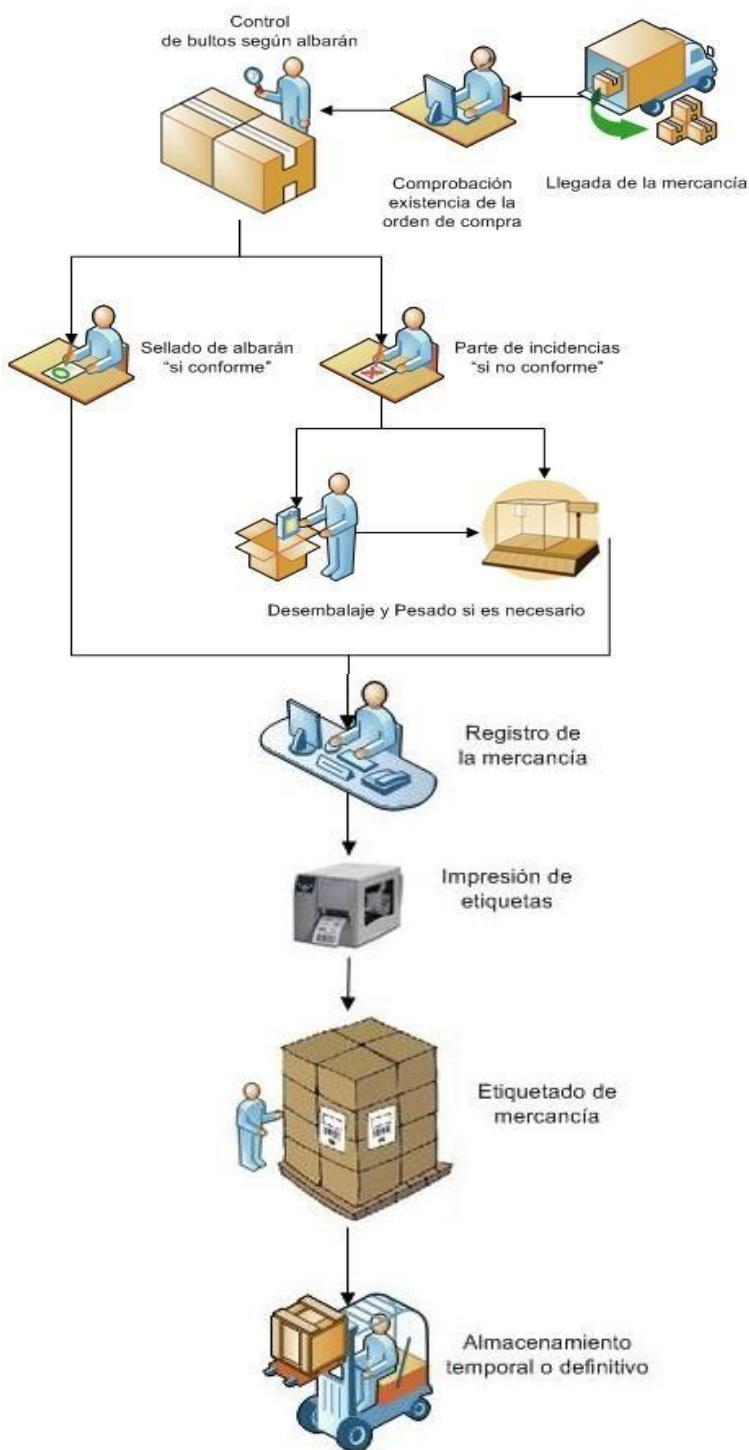 Control
de bultos según albarán
Comprobación
existencia de la
orden de compra
Llegada de la mercancía
Sellado de albarán
“si conforme”
Parte de incidencias
“si no conforme”
Desembalaje y Pesado si es necesario
Registro de
la mercancía
Impresión de
etiquetas
Etiquetado de
mercancía
Almacenamiento
temporal o definitivo